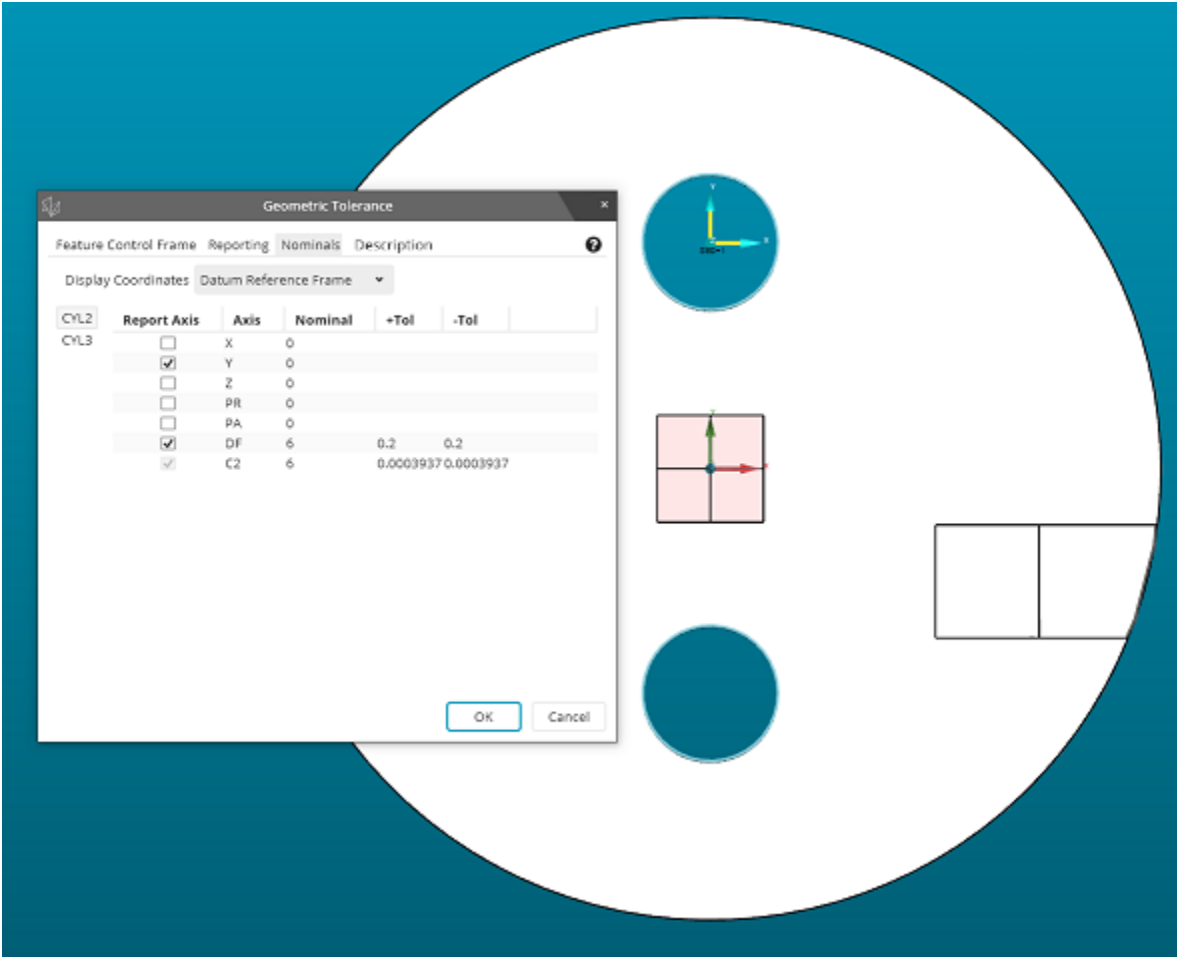 Geometric Tolerance
Feature Control Frame Reporting Nominals Description
Display Coordinates Datum Reference Frame
CYL2
CYL3
Report Axis Axis Nominal +Tol -Tol
X 0
Y 0
Z 0
PR 0
PA 0
DF 6 0.2 0.2
C2 6 0.0003937 0.0003937
OK Cancel
Y
X